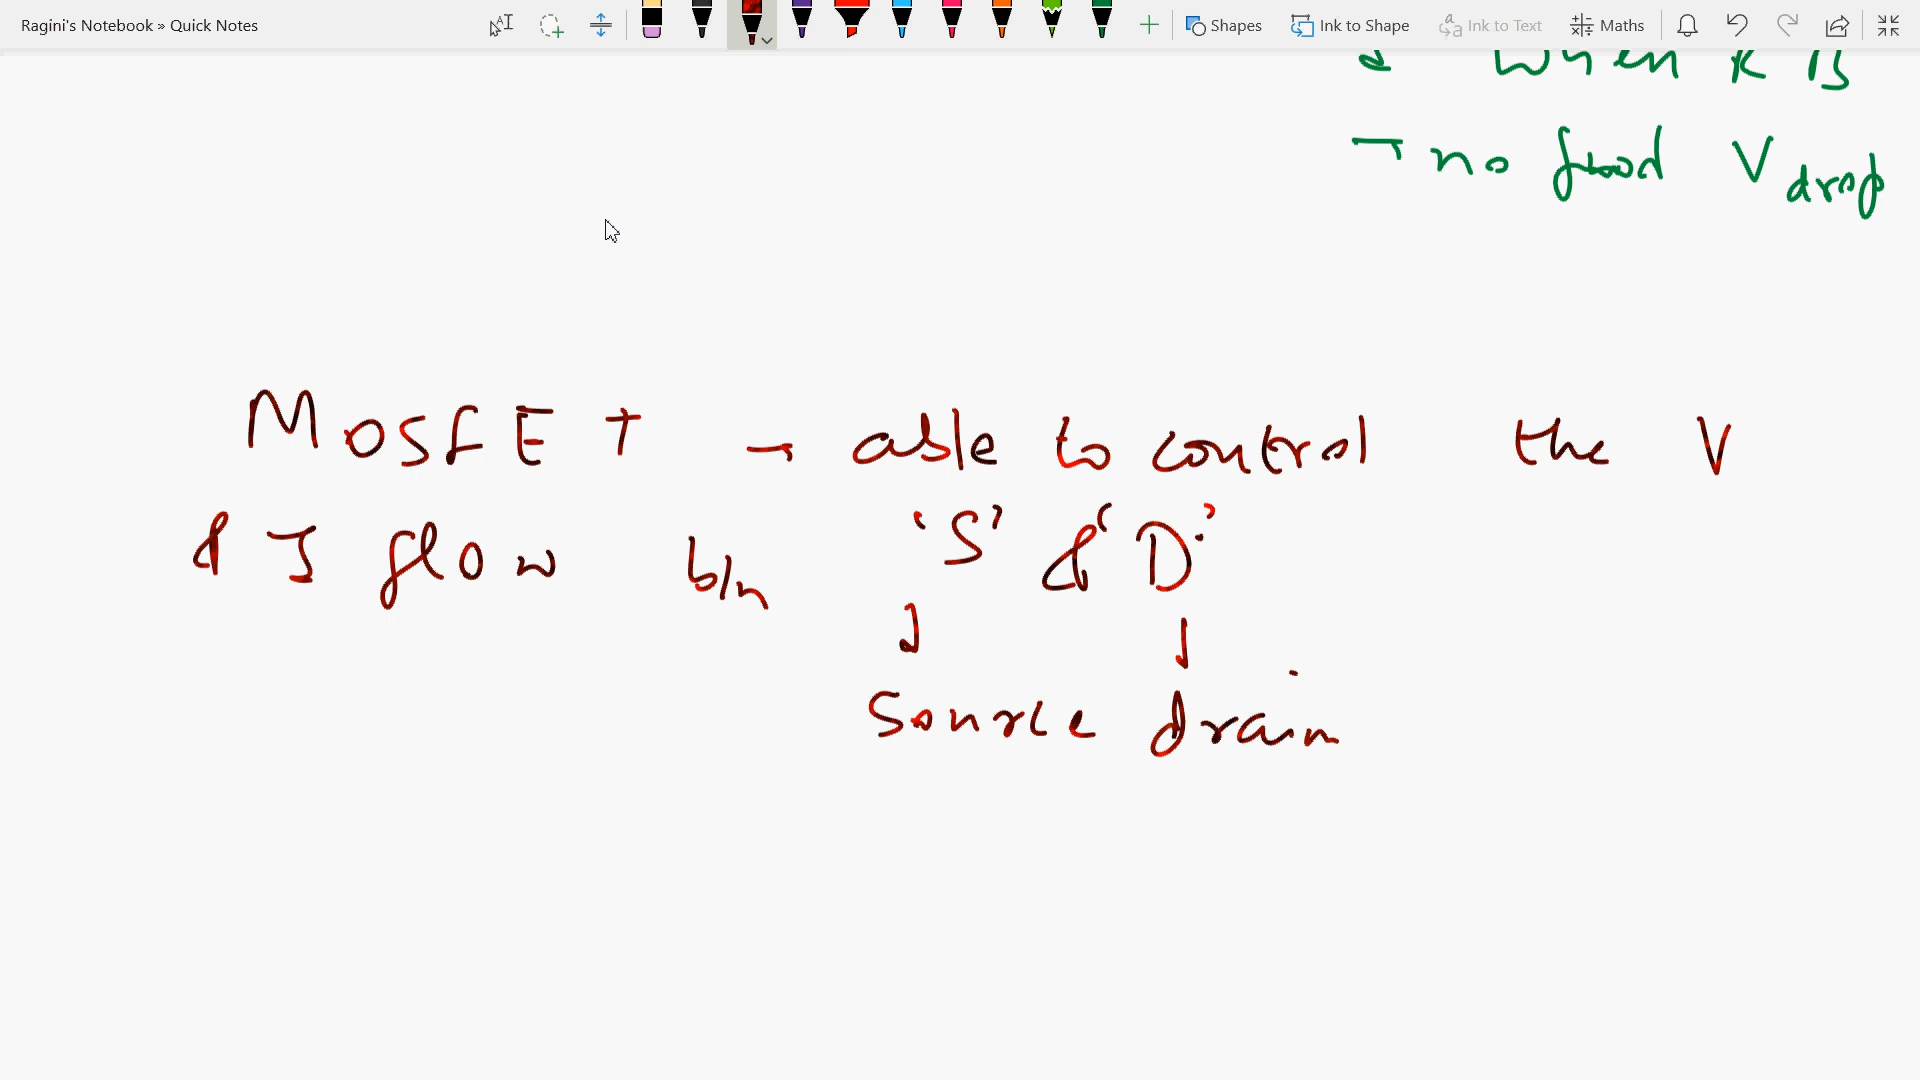 Ragini's Notebook » Quick Notes
Shapes Ink to Shape Ink to Text Maths
when R is
→ no food V drop
MOSFET → able to control the V
& I flow b/n 'S' & 'D'
↓ ↓
Source drain